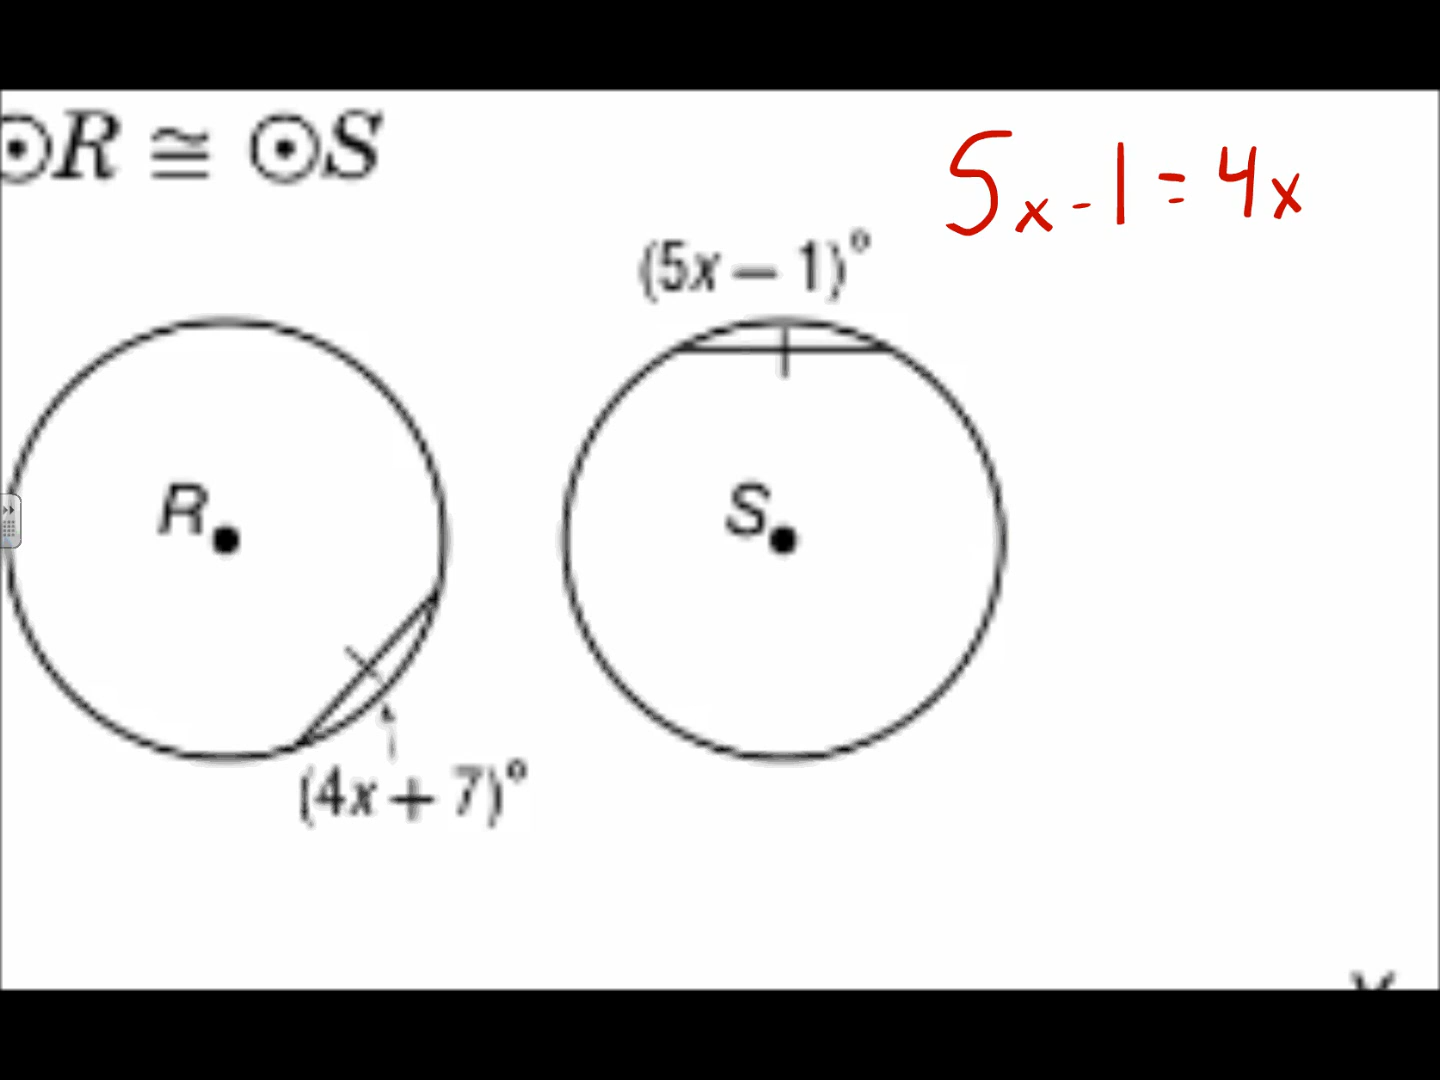 ⊙R ≅ ⊙S
5x - 1 = 4x
(5x − 1)°
R
S
(4x + 7)°